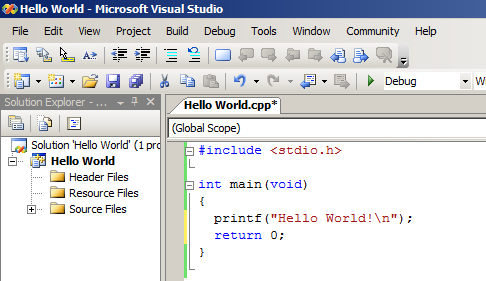 Hello World - Microsoft Visual Studio
File Edit View Project Build Debug Tools Window Community Help
Debug W
Solution Explorer - ...
Solution 'Hello World' (1 pro
Hello World
Header Files
Resource Files
Source Files
Hello World.cpp*
(Global Scope)
#include <stdio.h>
int main(void)
{
printf("Hello World!\n");
return 0;
}